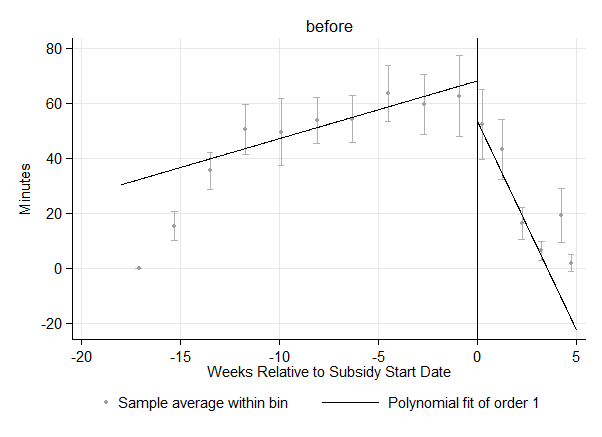 before
80
60
40
20
0
-20
Minutes
-20 -15 -10 -5 0 5
Weeks Relative to Subsidy Start Date
Sample average within bin Polynomial fit of order 1